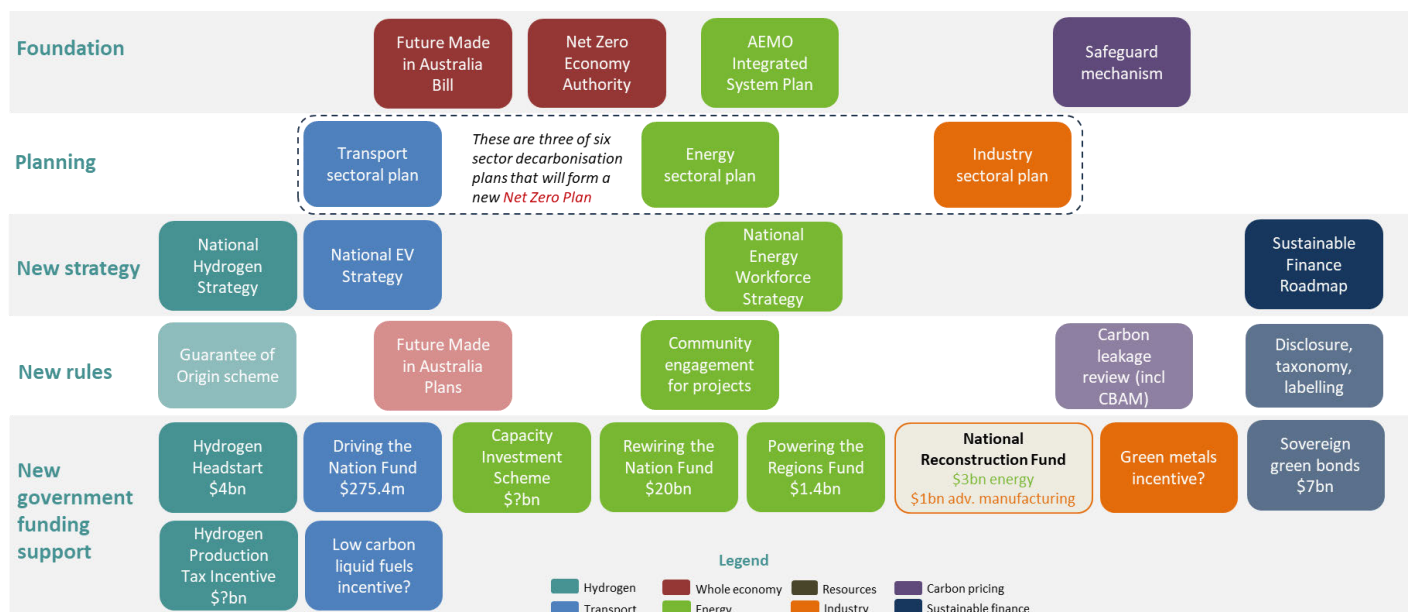 Foundation
Future Made
in Australia
Bill
Net Zero
Economy
Authority
AEMO
Integrated
System Plan
Safeguard
mechanism
Planning
Transport
sectoral plan
These are three of six
sector decarbonisation
plans that will form a
new Net Zero Plan
Energy
sectoral plan
Industry
sectoral plan
New strategy
National
Hydrogen
Strategy
National EV
Strategy
National
Energy
Workforce
Strategy
Sustainable
Finance
Roadmap
New rules
Guarantee of
Origin scheme
Future Made
in Australia
Plans
Community
engagement
for projects
Carbon
leakage
review (incl
CBAM)
Disclosure,
taxonomy,
labelling
New
government
funding
support
Hydrogen
Headstart
$4bn
Driving the
Nation Fund
$275.4m
Capacity
Investment
Scheme
$?bn
Rewiring the
Nation Fund
$20bn
Powering the
Regions Fund
$1.4bn
National
Reconstruction Fund
$3bn energy
$1bn adv. manufacturing
Green metals
incentive?
Sovereign
green bonds
$7bn
Hydrogen
Production
Tax Incentive
$?bn
Low carbon
liquid fuels
incentive?
Legend
Hydrogen
Whole economy
Resources
Carbon pricing
Transport
Energy
Industry
Sustainable finance